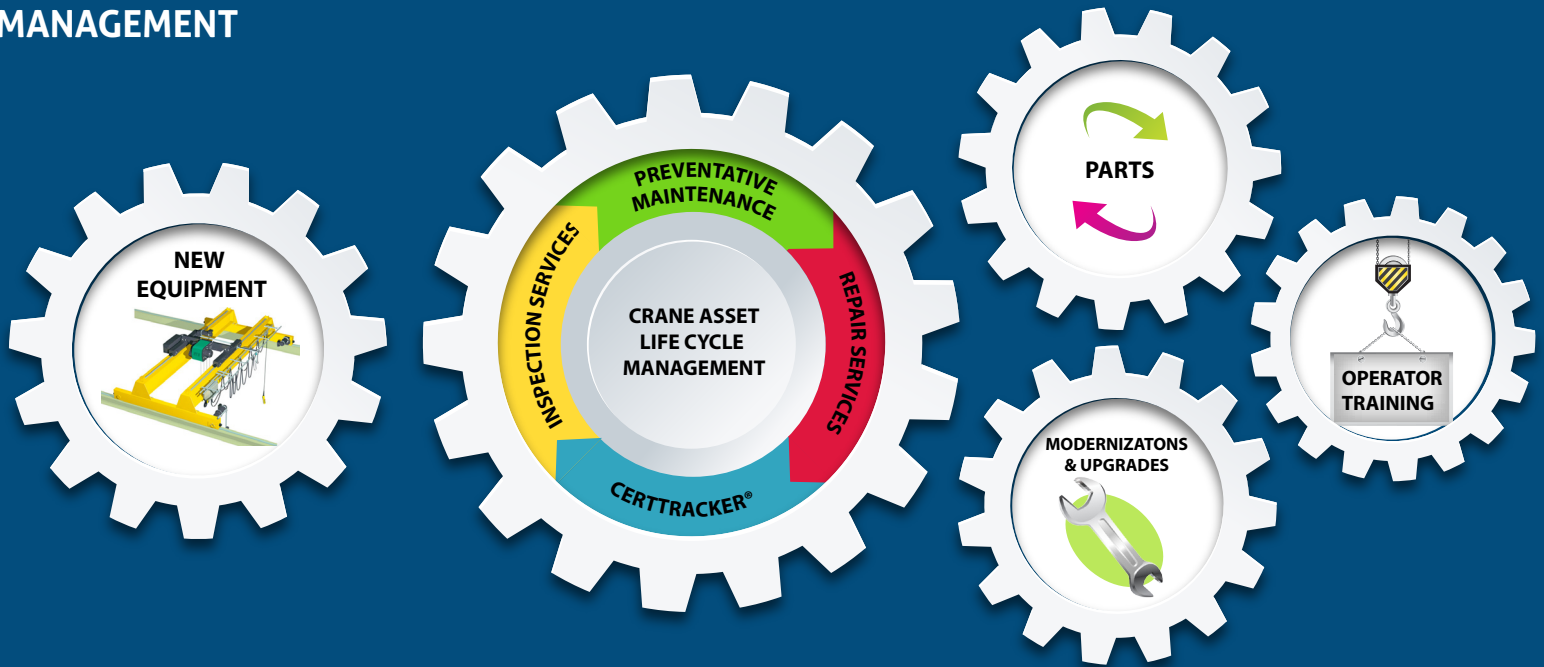 MANAGEMENT
NEW
EQUIPMENT
PREVENTATIVE
MAINTENANCE
INSPECTION SERVICES
REPAIR SERVICES
CERTTRACKER®
CRANE ASSET
LIFE CYCLE
MANAGEMENT
PARTS
MODERNIZATONS
& UPGRADES
OPERATOR
TRAINING